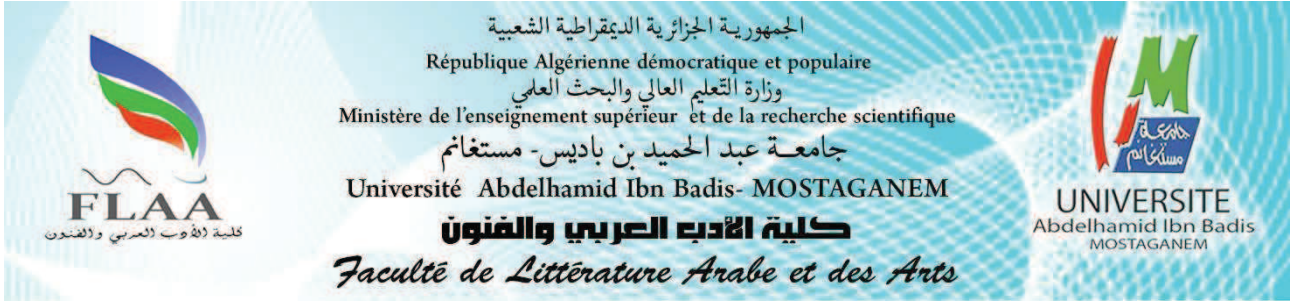 الجمهورية الجزائرية الديمقراطية الشعبية
République Algérienne démocratique et populaire
وزارة التّعليم العالي والبحث العلمي
Ministère de l'enseignement supérieur et de la recherche scientifique
جامعة عبد الحميد بن باديس- مستغانم
Université Abdelhamid Ibn Badis- MOSTAGANEM
كلية الأدب العربي والفنون
Faculté de Littérature Arabe et des Arts
FLAA
كلية الأدب العربي والفنون
جامعة
مستغانم
UNIVERSITE
Abdelhamid Ibn Badis
MOSTAGANEM